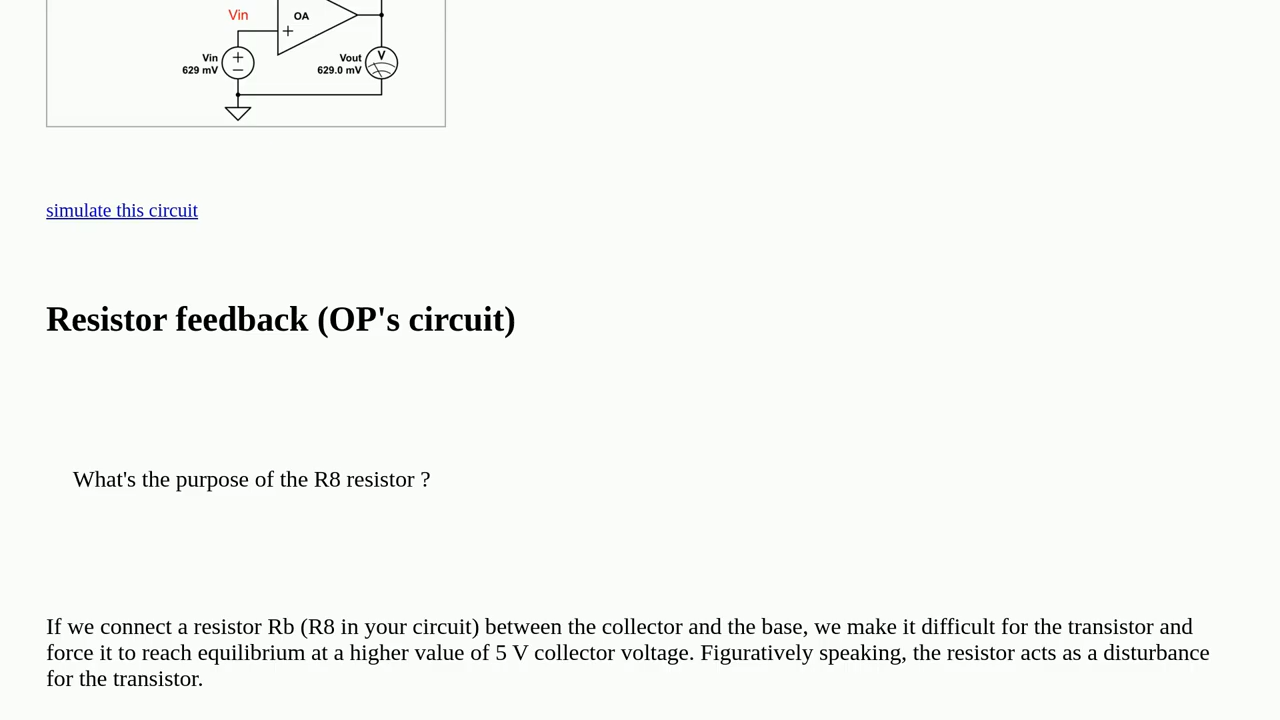 Vin
OA
+
Vin
629 mV
+
−
Vout
629.0 mV
V
simulate this circuit
Resistor feedback (OP's circuit)
What's the purpose of the R8 resistor ?
If we connect a resistor Rb (R8 in your circuit) between the collector and the base, we make it difficult for the transistor and
force it to reach equilibrium at a higher value of 5 V collector voltage. Figuratively speaking, the resistor acts as a disturbance
for the transistor.